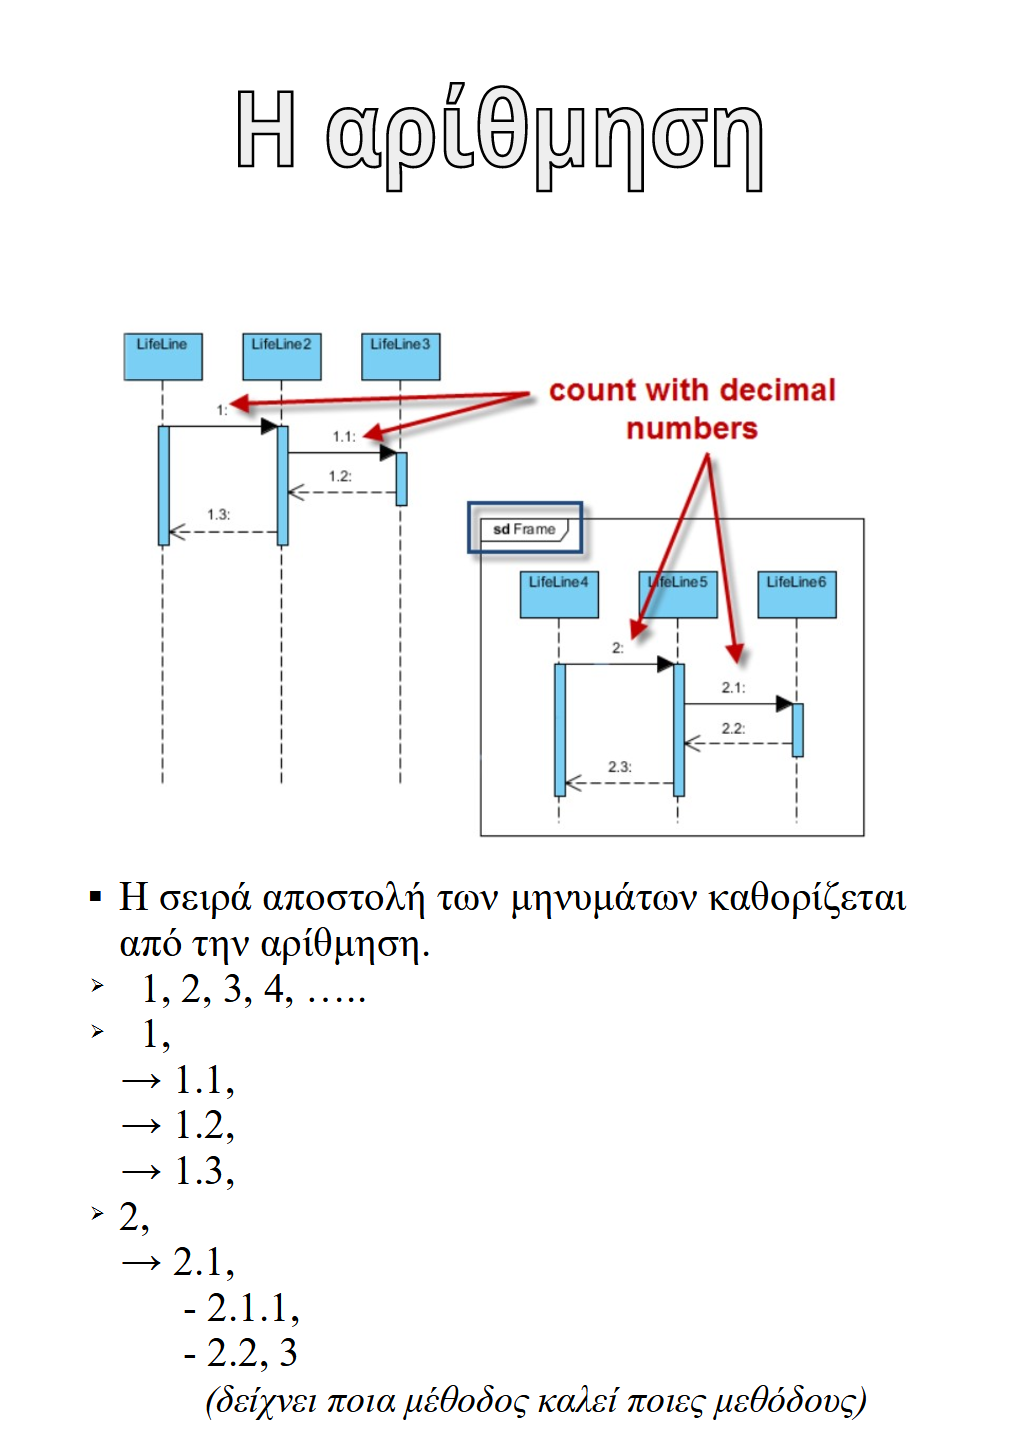 Η αρίθμηση
LifeLine
LifeLine2
LifeLine3
count with decimal
numbers
1:
1.1:
1.2:
1.3:
sd Frame
LifeLine4
LifeLine5
LifeLine6
2:
2.1:
2.2:
2.3:
▪ Η σειρά αποστολή των μηνυμάτων καθορίζεται
από την αρίθμηση.
➢ 1, 2, 3, 4, …..
➢ 1,
→ 1.1,
→ 1.2,
→ 1.3,
➢ 2,
→ 2.1,
- 2.1.1,
- 2.2, 3
(δείχνει ποια μέθοδος καλεί ποιες μεθόδους)